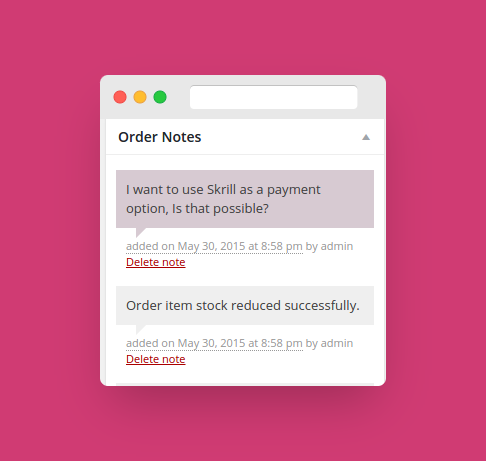 Order Notes
I want to use Skrill as a payment
option, Is that possible?
added on May 30, 2015 at 8:58 pm by admin
Delete note
Order item stock reduced successfully.
added on May 30, 2015 at 8:58 pm by admin
Delete note